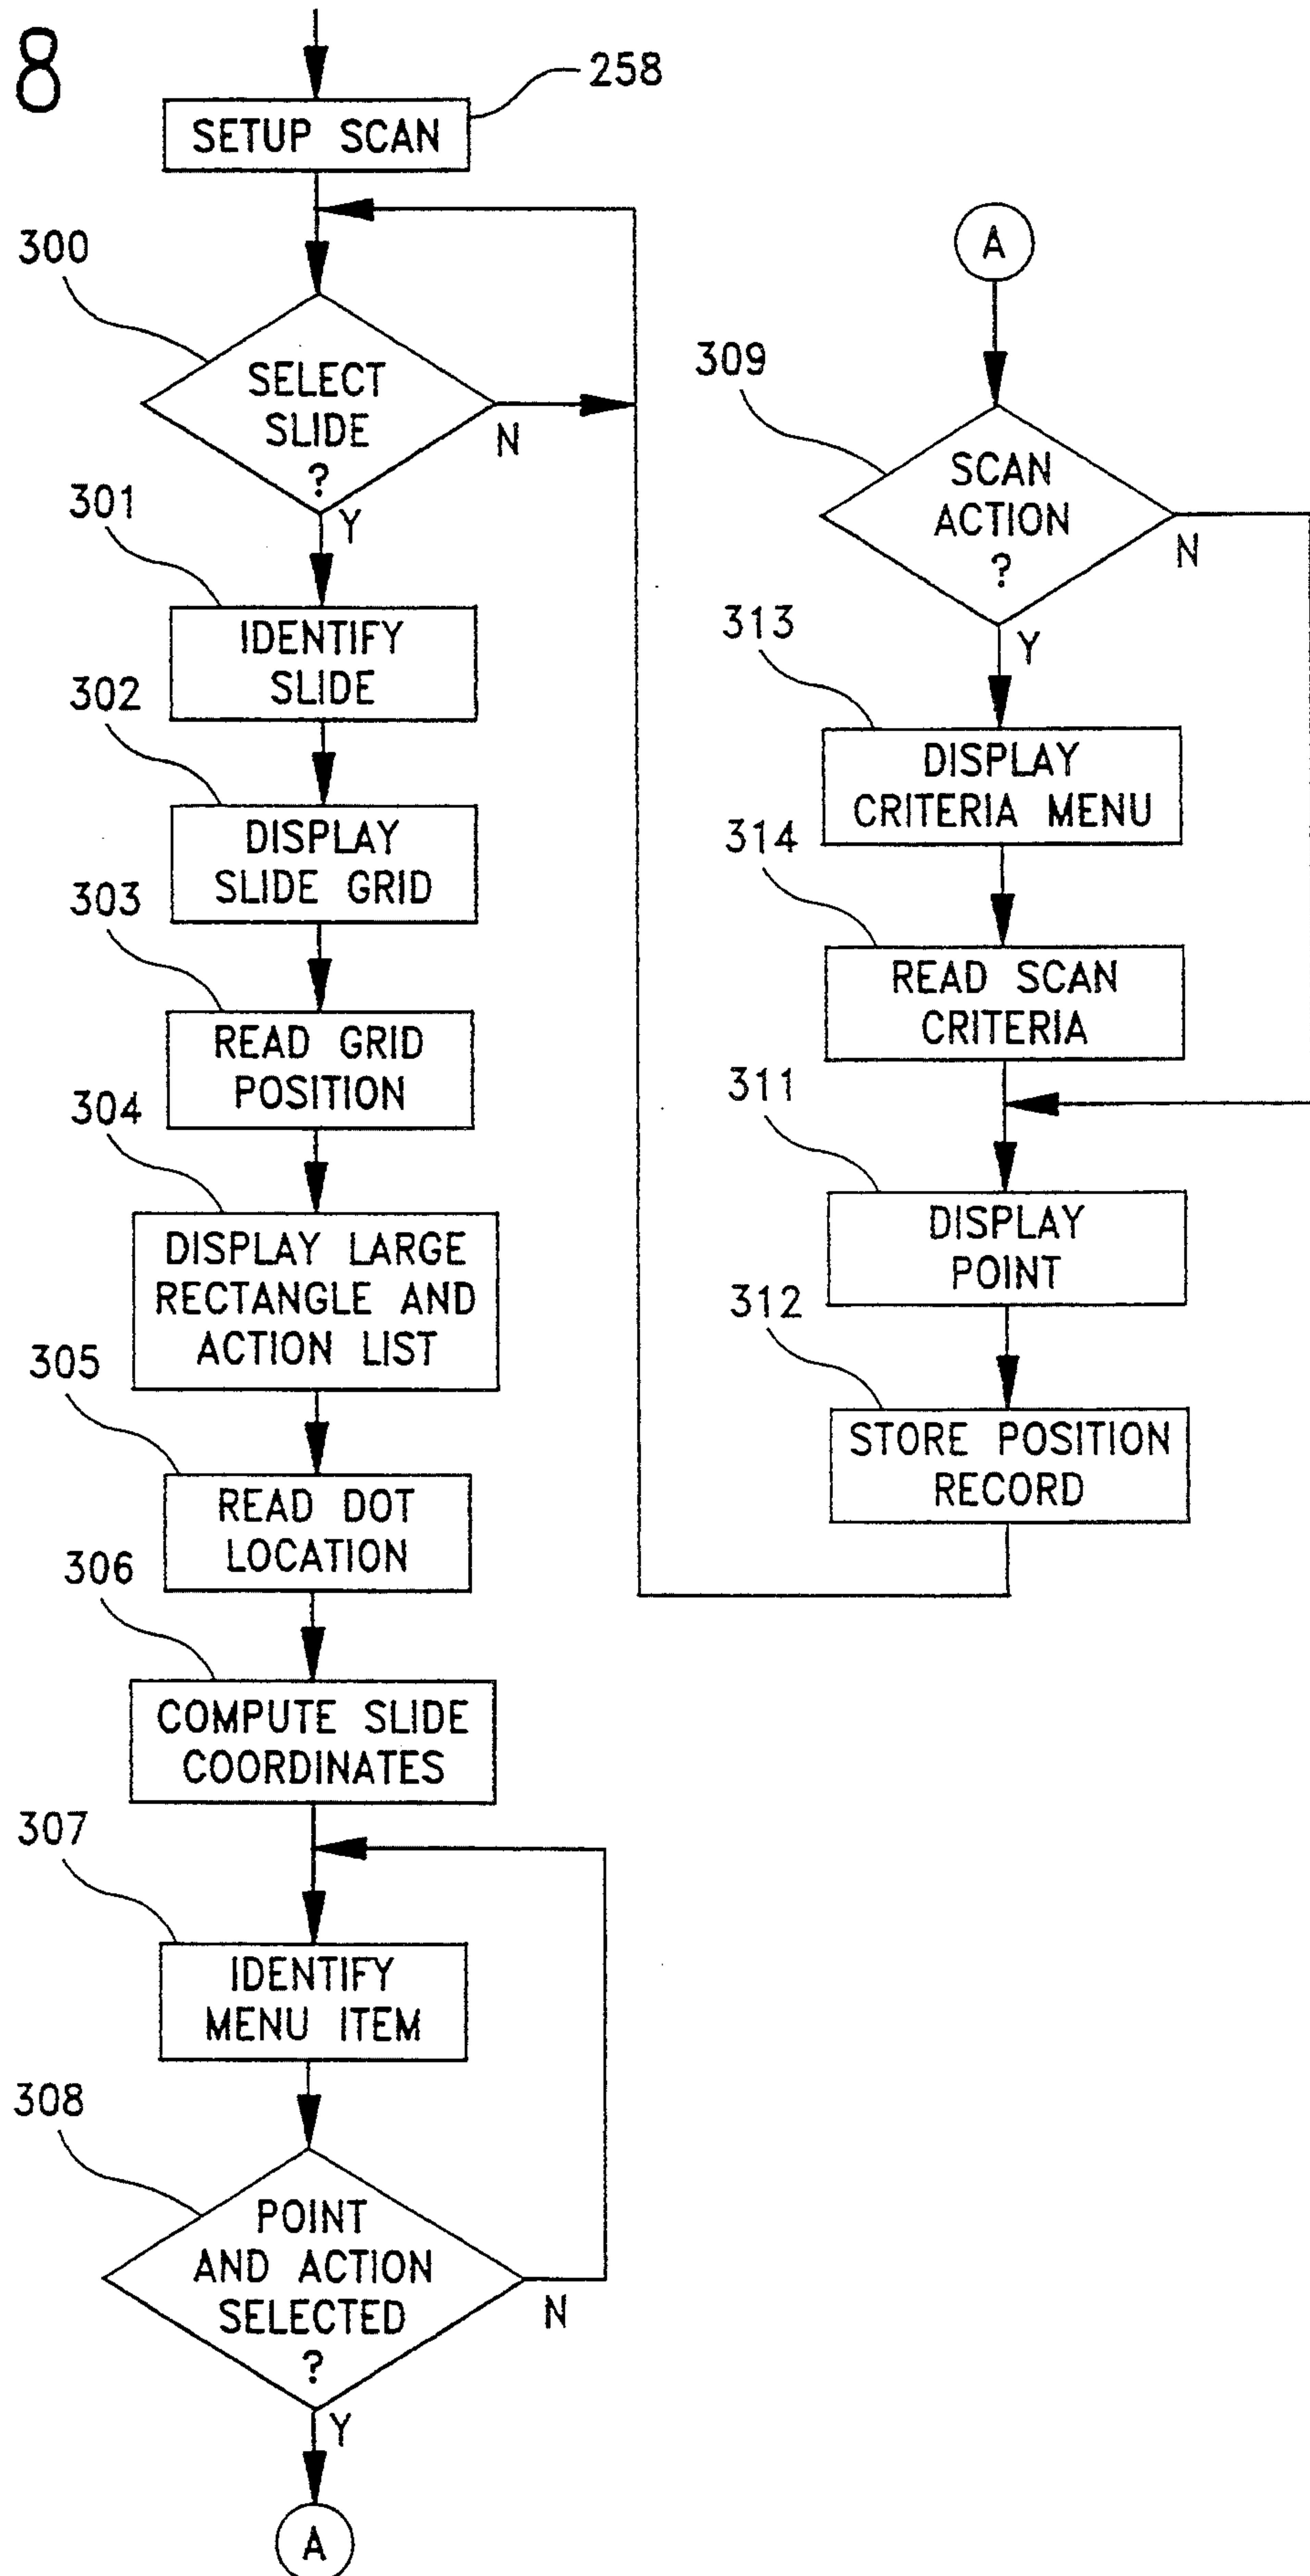 8
258
SETUP SCAN
300
SELECT
SLIDE
?
N
Y
301
IDENTIFY
SLIDE
302
DISPLAY
SLIDE GRID
303
READ GRID
POSITION
304
DISPLAY LARGE
RECTANGLE AND
ACTION LIST
305
READ DOT
LOCATION
306
COMPUTE SLIDE
COORDINATES
307
IDENTIFY
MENU ITEM
308
POINT
AND ACTION
SELECTED
?
N
Y
A
A
309
SCAN
ACTION
?
N
Y
313
DISPLAY
CRITERIA MENU
314
READ SCAN
CRITERIA
311
DISPLAY
POINT
312
STORE POSITION
RECORD